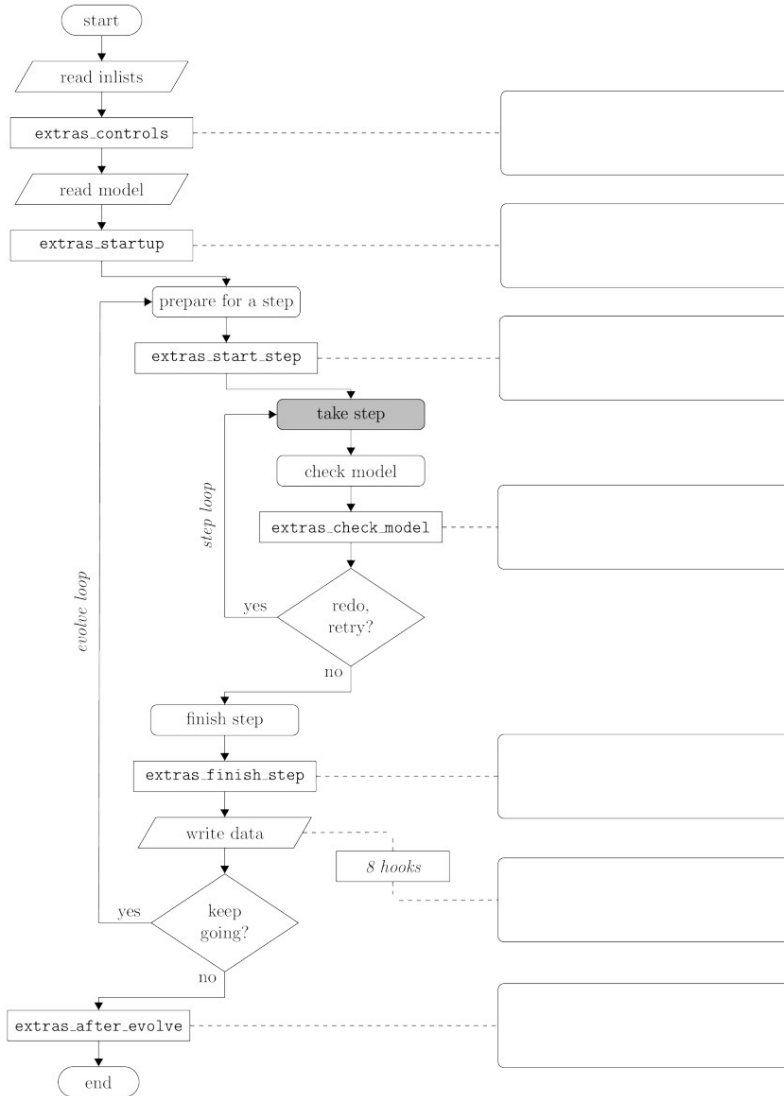 start
read inlists
extras_controls
read model
extras_startup
prepare for a step
extras_start_step
take step
check model
extras_check_model
step loop
evolve loop
yes
redo,
retry?
no
finish step
extras_finish_step
write data
8 hooks
yes
keep
going?
no
extras_after_evolve
end